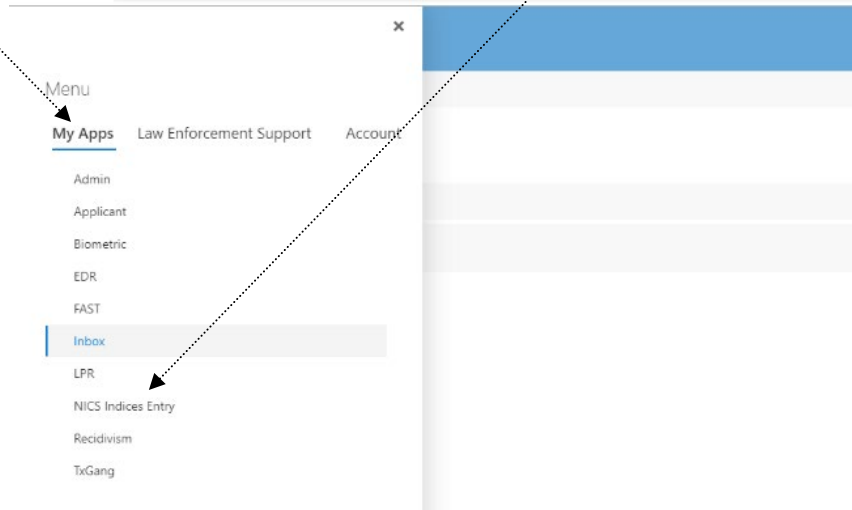 ×
Menu
My Apps Law Enforcement Support Account
Admin
Applicant
Biometric
EDR
FAST
Inbox
LPR
NICS Indices Entry
Recidivism
TxGang